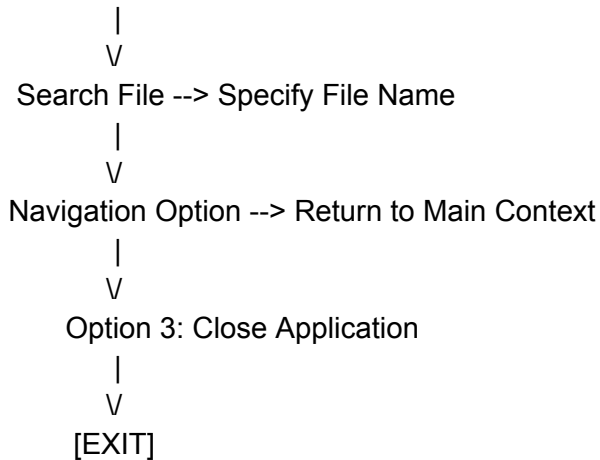 |
\/
Search File --> Specify File Name
|
\/
Navigation Option --> Return to Main Context
|
\/
Option 3: Close Application
|
\/
[EXIT]